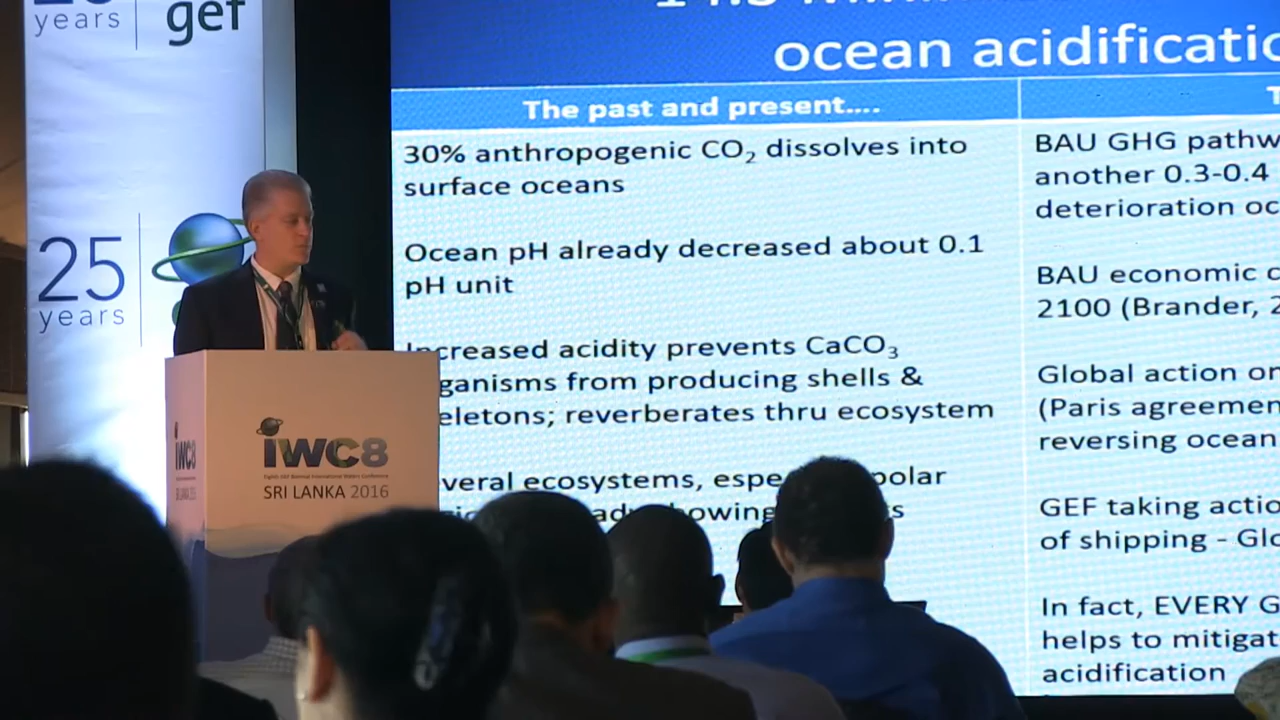 years
gef
25
years
ocean acidificatio
The past and present....
30% anthropogenic CO₂ dissolves into
surface oceans
Ocean pH already decreased about 0.1
pH unit
Increased acidity prevents CaCO₃
ganisms from producing shells &
eletons; reverberates thru ecosystem
veral ecosystems, espe polar
BAU GHG pathw
another 0.3-0.4
deterioration oc
BAU economic c
2100 (Brander, 2
Global action on
(Paris agreemen
reversing ocean
GEF taking actio
of shipping - Glo
In fact, EVERY G
helps to mitigat
acidification
iWC8
SRI LANKA 2016
iWC8